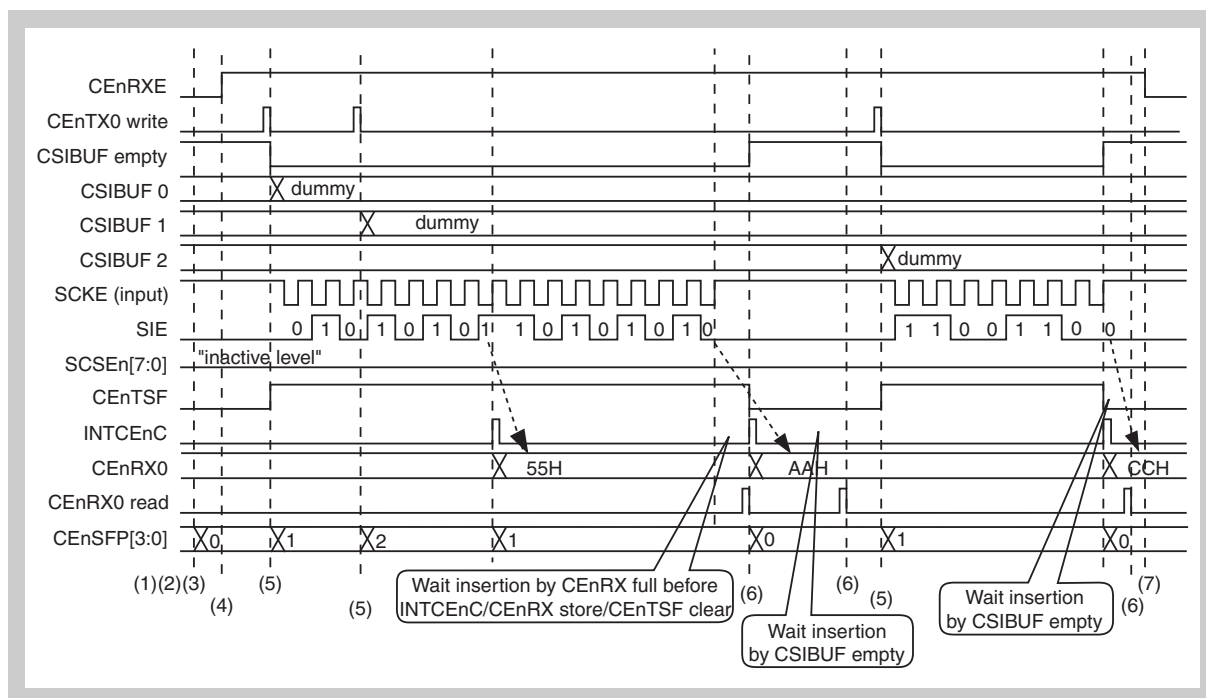 CEnRXE
CEnTX0 write
CSIBUF empty
CSIBUF 0 dummy
CSIBUF 1 dummy
CSIBUF 2 dummy
SCKE (input)
SIE 0 1 0 1 0 1 0 1 1 0 1 0 1 0 1 0 1 1 0 0 1 1 0 0
SCSEn[7:0] "inactive level"
CEnTSF
INTCEnC
CEnRX0 55H AAH CCH
CEnRX0 read
CEnSFP[3:0] 0 1 2 1 0 1 0
(1)(2)(3) (4) (5) (5) (6) (6) (5) (6) (7)
Wait insertion by CEnRX full before
INTCEnC/CEnRX store/CEnTSF clear
Wait insertion
by CSIBUF empty
Wait insertion
by CSIBUF empty